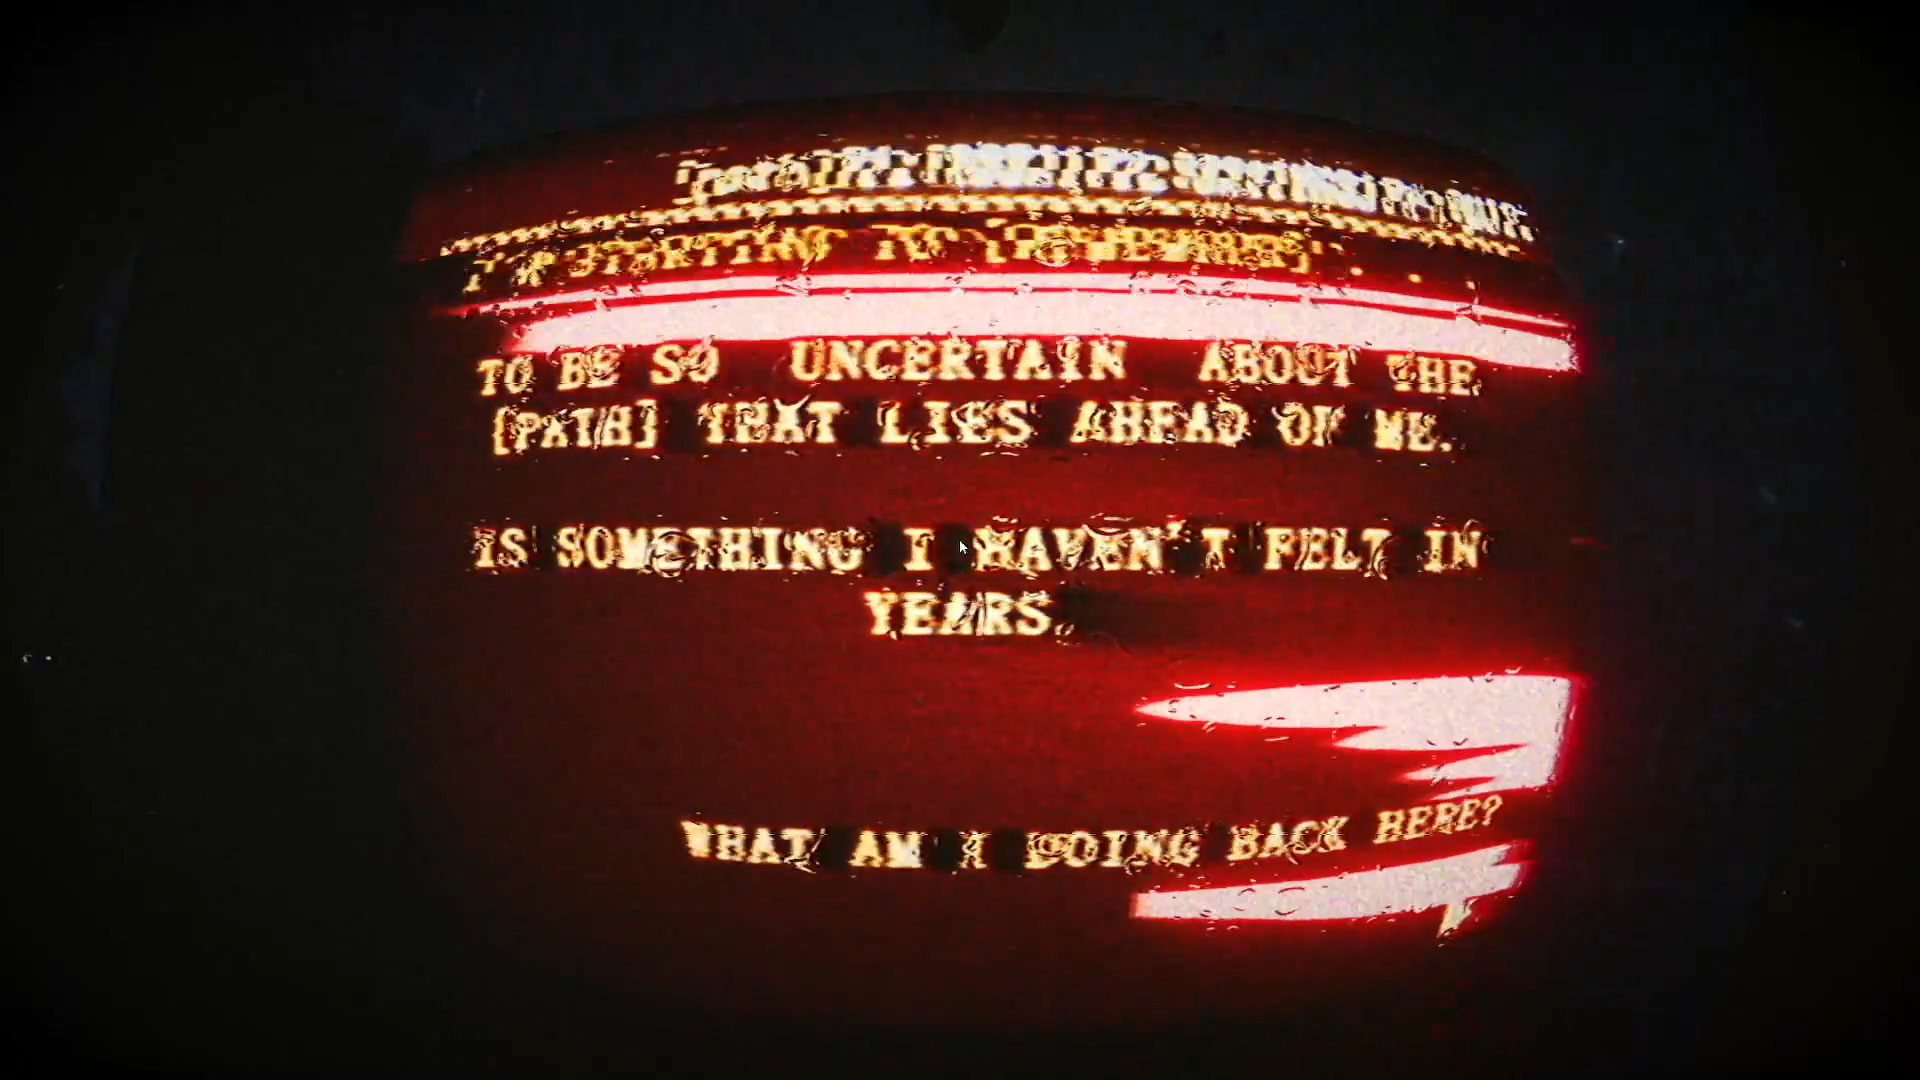 I'M STARTING TO [REMEMBER]...
TO BE SO UNCERTAIN ABOUT THE
[PATH] THAT LIES AHEAD OF ME.
IS SOMETHING I HAVEN'T FELT IN
YEARS.
WHAT AM I DOING BACK HERE?